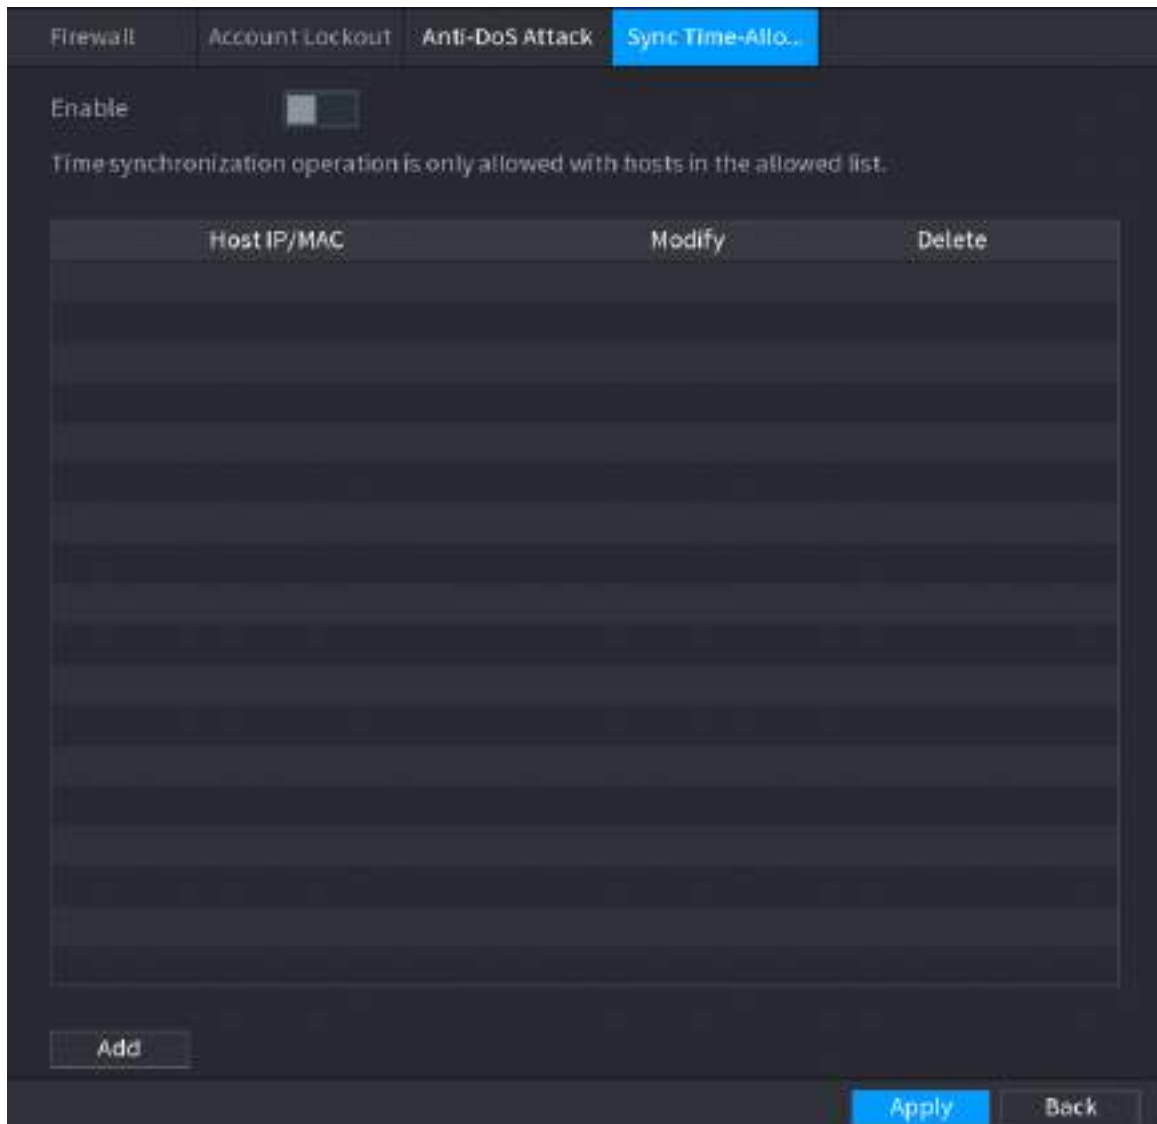 Firewall Account Lockout Anti-DoS Attack Sync Time-Allo...
Enable
Time synchronization operation is only allowed with hosts in the allowed list.
Host IP/MAC Modify Delete
Add
Apply Back